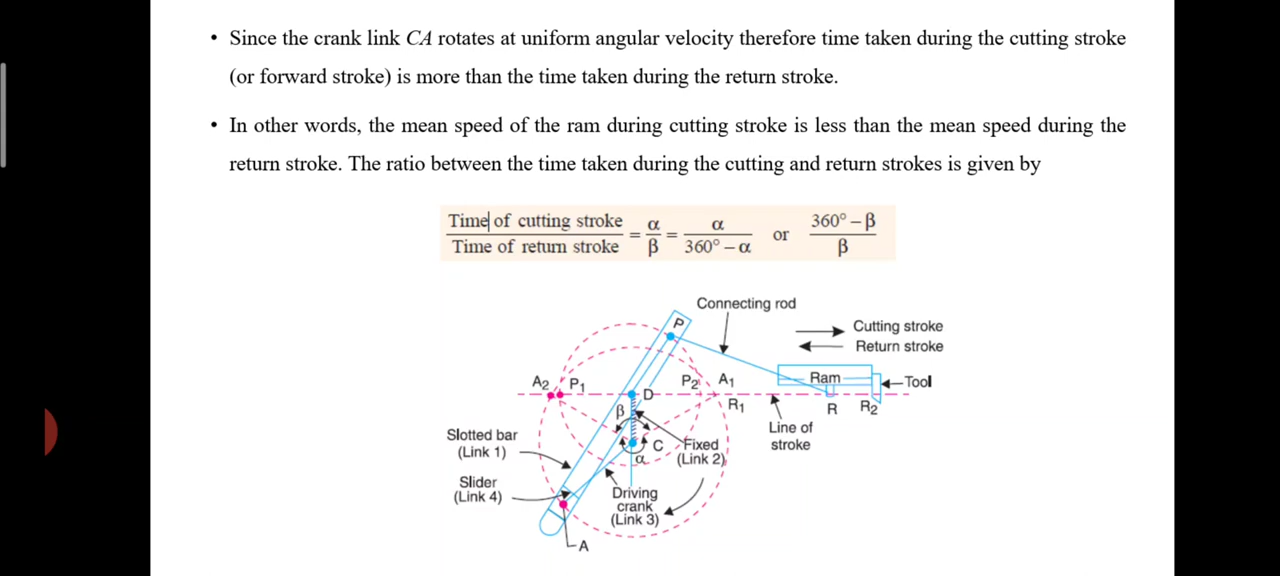 • Since the crank link CA rotates at uniform angular velocity therefore time taken during the cutting stroke
(or forward stroke) is more than the time taken during the return stroke.
• In other words, the mean speed of the ram during cutting stroke is less than the mean speed during the
return stroke. The ratio between the time taken during the cutting and return strokes is given by
Time of cutting stroke / Time of return stroke = α / β = α / 360° – α or 360° – β / β
Connecting rod
P
Cutting stroke
Return stroke
A2 P1 P2 A1
Ram
Tool
D
R1
R
R2
β
Line of
stroke
Slotted bar
(Link 1)
C
α
Fixed
(Link 2)
Slider
(Link 4)
Driving
crank
(Link 3)
A